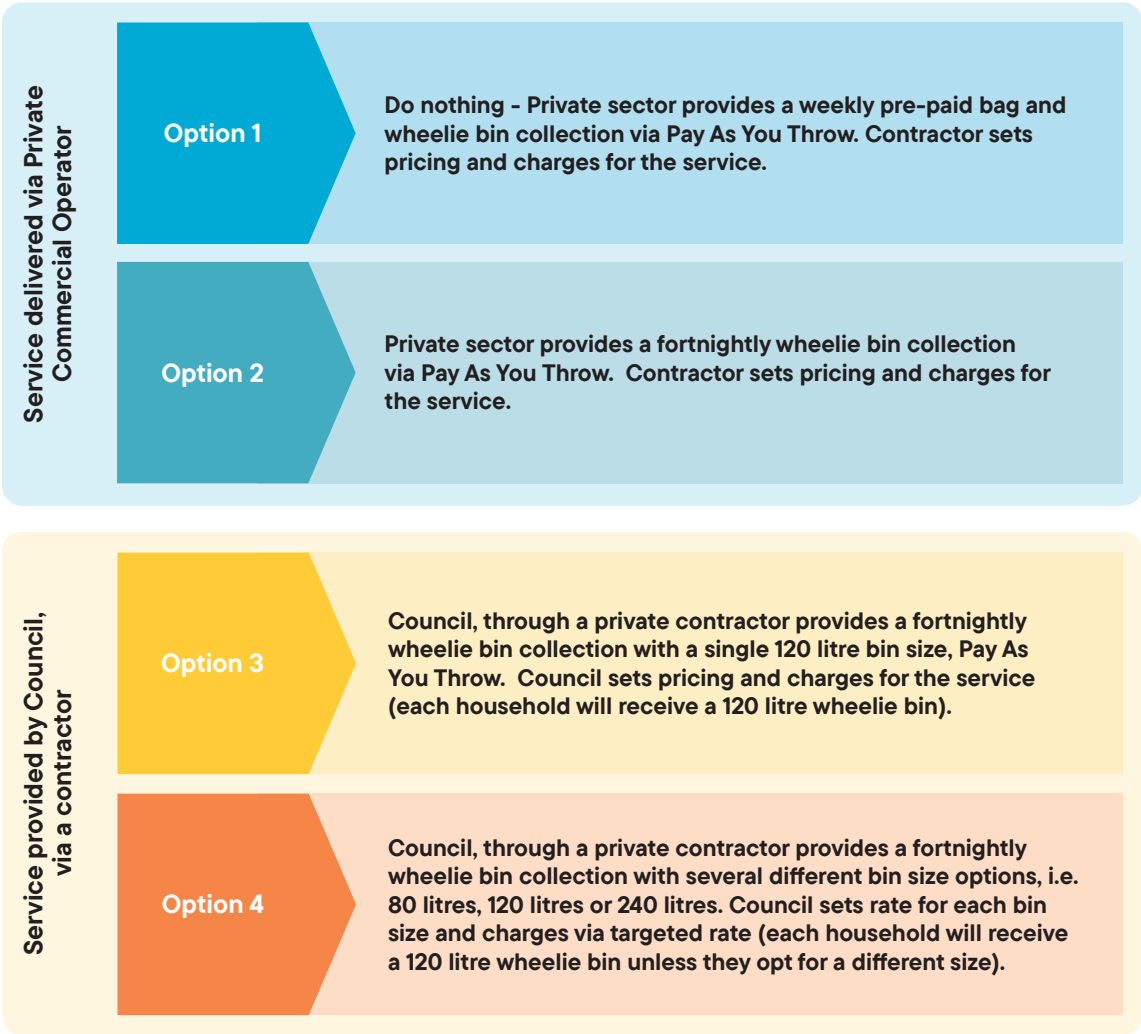 Service delivered via Private
Commercial Operator
Option 1
Do nothing - Private sector provides a weekly pre-paid bag and
wheelie bin collection via Pay As You Throw. Contractor sets
pricing and charges for the service.
Option 2
Private sector provides a fortnightly wheelie bin collection
via Pay As You Throw.  Contractor sets pricing and charges for
the service.
Service provided by Council,
via a contractor
Option 3
Council, through a private contractor provides a fortnightly
wheelie bin collection with a single 120 litre bin size, Pay As
You Throw.  Council sets pricing and charges for the service
(each household will receive a 120 litre wheelie bin).
Option 4
Council, through a private contractor provides a fortnightly
wheelie bin collection with several different bin size options, i.e.
80 litres, 120 litres or 240 litres. Council sets rate for each bin
size and charges via targeted rate (each household will receive
a 120 litre wheelie bin unless they opt for a different size).